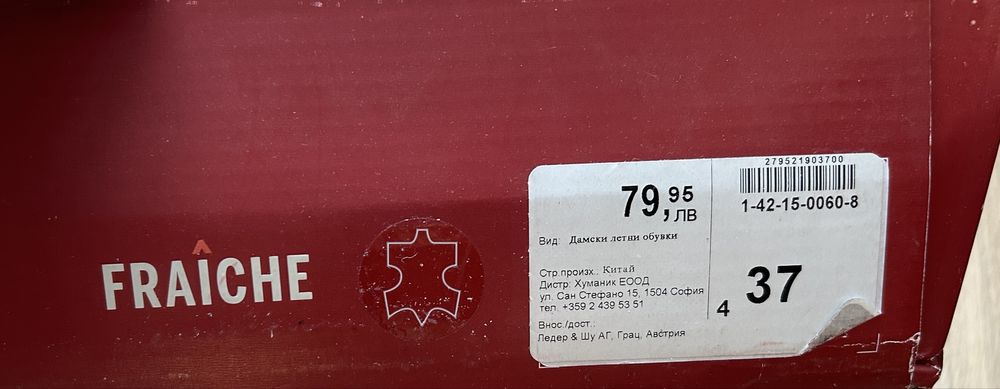 FRAÎCHE
79,95 ЛВ
Вид: Дамски летни обувки
Стр.произх.: Китай
Дистр: Хуманик ЕООД
ул. Сан Стефано 15, 1504 София
тел. +359 2 439 53 51
Внос./дост.:
Ледер & Шу АГ, Грац, Австрия
279521903700
1-42-15-0060-8
4 37